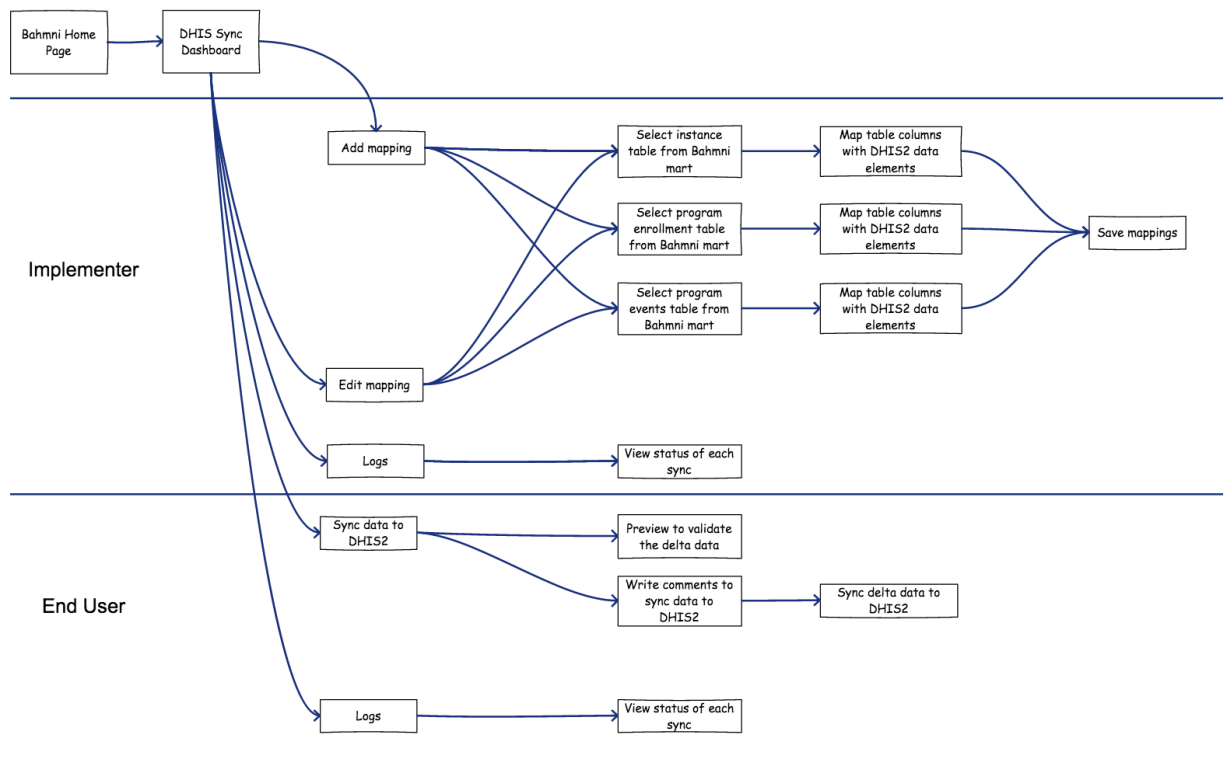 Bahmni Home
Page
DHIS Sync
Dashboard
Implementer
Add mapping
Select instance
table from Bahmni
mart
Map table columns
with DHIS2 data
elements
Select program
enrollment table
from Bahmni mart
Map table columns
with DHIS2 data
elements
Save mappings
Select program
events table from
Bahmni mart
Map table columns
with DHIS2 data
elements
Edit mapping
Logs
View status of each
sync
End User
Sync data to
DHIS2
Preview to validate
the delta data
Write comments to
sync data to
DHIS2
Sync delta data to
DHIS2
Logs
View status of each
sync